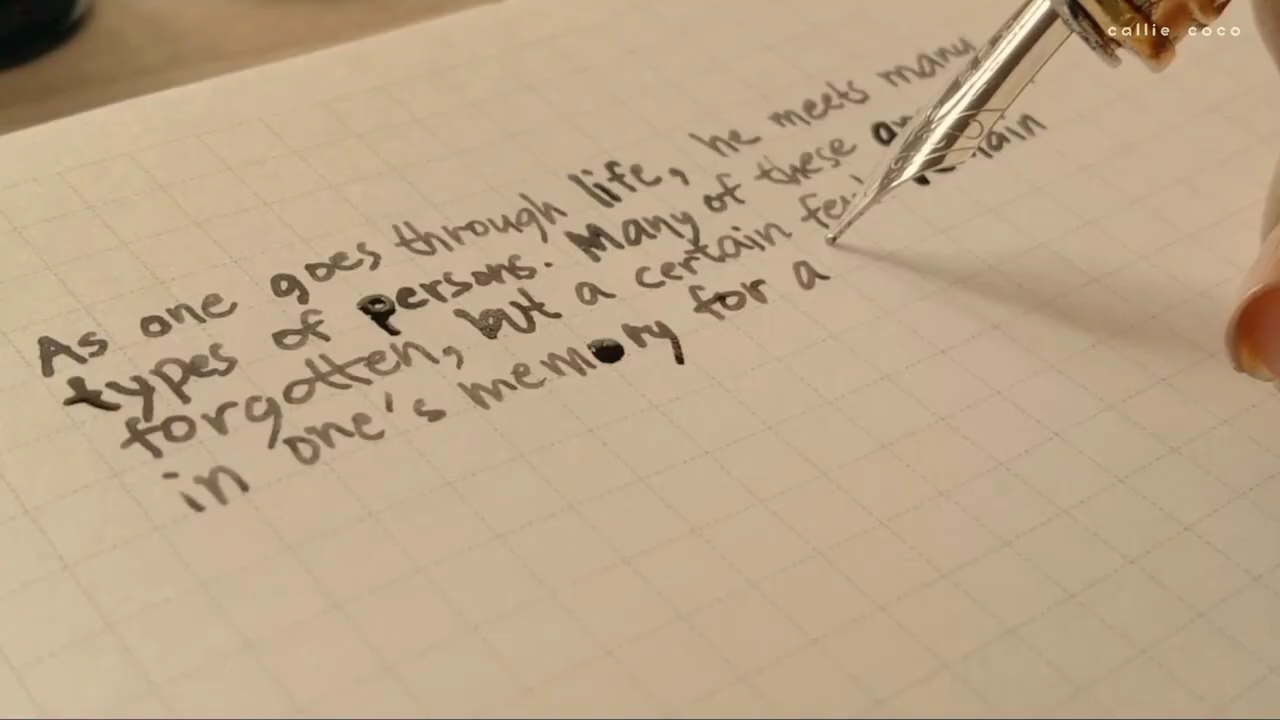 callie coco
As one goes through life, he meets many
types of persons. Many of these
forgotten, but a certain
in one's memory for a